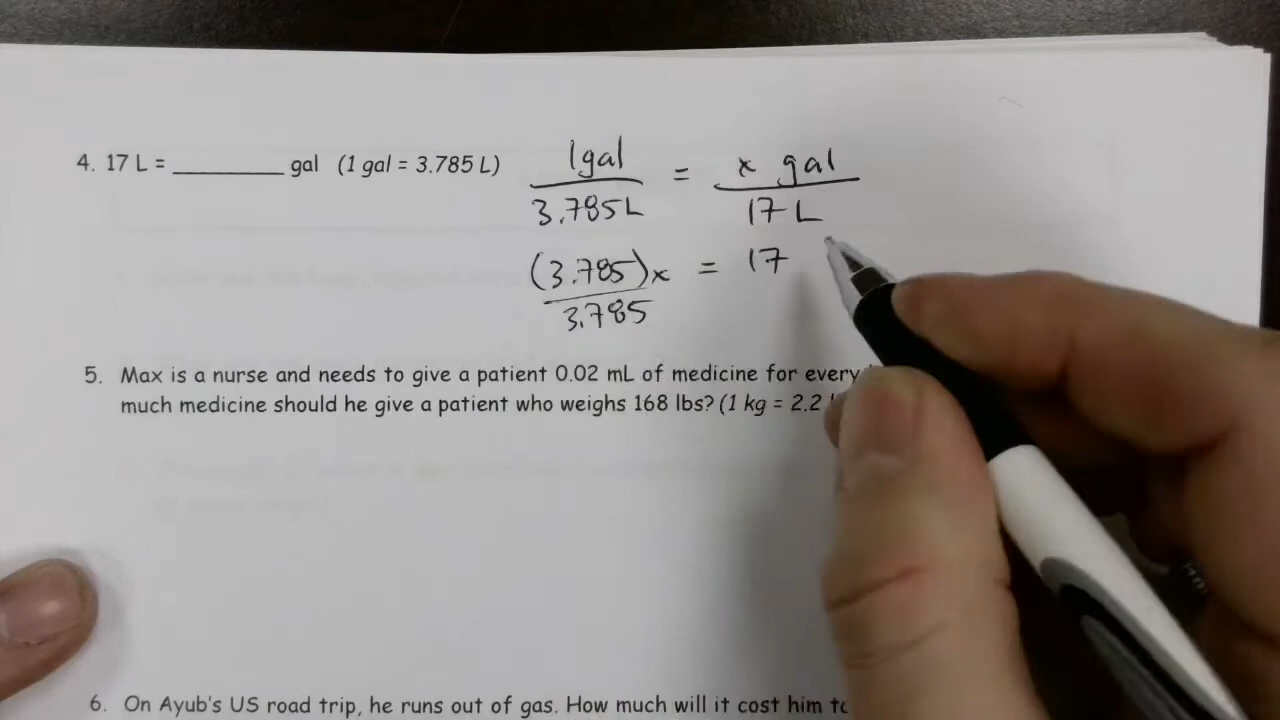 4. 17 L = ________ gal (1 gal = 3.785 L)
1gal / 3.785L = x gal / 17 L
(3.785)x / 3.785 = 17
5. Max is a nurse and needs to give a patient 0.02 mL of medicine for every
much medicine should he give a patient who weighs 168 lbs? (1 kg = 2.2
6. On Ayub's US road trip, he runs out of gas. How much will it cost him to